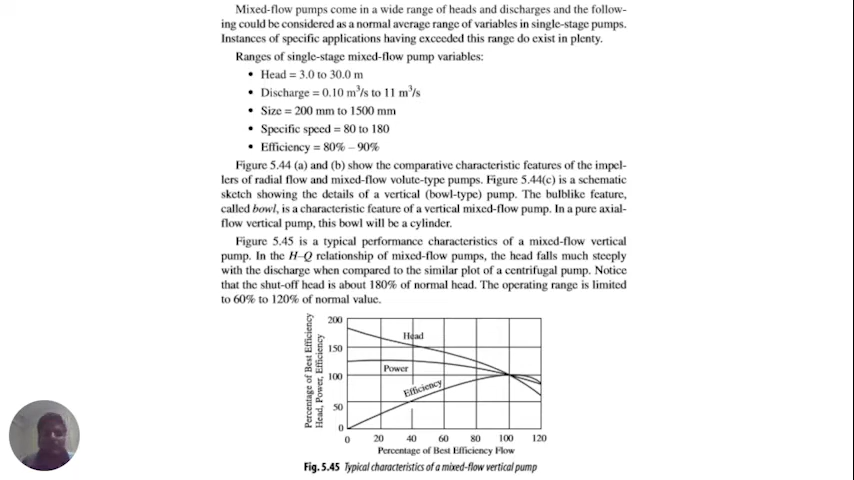 Mixed-flow pumps come in a wide range of heads and discharges and the follow-
ing could be considered as a normal average range of variables in single-stage pumps.
Instances of specific applications having exceeded this range do exist in plenty.
Ranges of single-stage mixed-flow pump variables:
• Head = 3.0 to 30.0 m
• Discharge = 0.10 m³/s to 11 m³/s
• Size = 200 mm to 1500 mm
• Specific speed = 80 to 180
• Efficiency = 80% – 90%
Figure 5.44 (a) and (b) show the comparative characteristic features of the impel-
lers of radial flow and mixed-flow volute-type pumps. Figure 5.44(c) is a schematic
sketch showing the details of a vertical (bowl-type) pump. The bulblike feature,
called bowl, is a characteristic feature of a vertical mixed-flow pump. In a pure axial-
flow vertical pump, this bowl will be a cylinder.
Figure 5.45 is a typical performance characteristics of a mixed-flow vertical
pump. In the H–Q relationship of mixed-flow pumps, the head falls much steeply
with the discharge when compared to the similar plot of a centrifugal pump. Notice
that the shut-off head is about 180% of normal head. The operating range is limited
to 60% to 120% of normal value.
Percentage of Best Efficiency
Head, Power, Efficiency
200
150
100
50
0
Head
Power
Efficiency
0 20 40 60 80 100 120
Percentage of Best Efficiency Flow
Fig. 5.45 Typical characteristics of a mixed-flow vertical pump